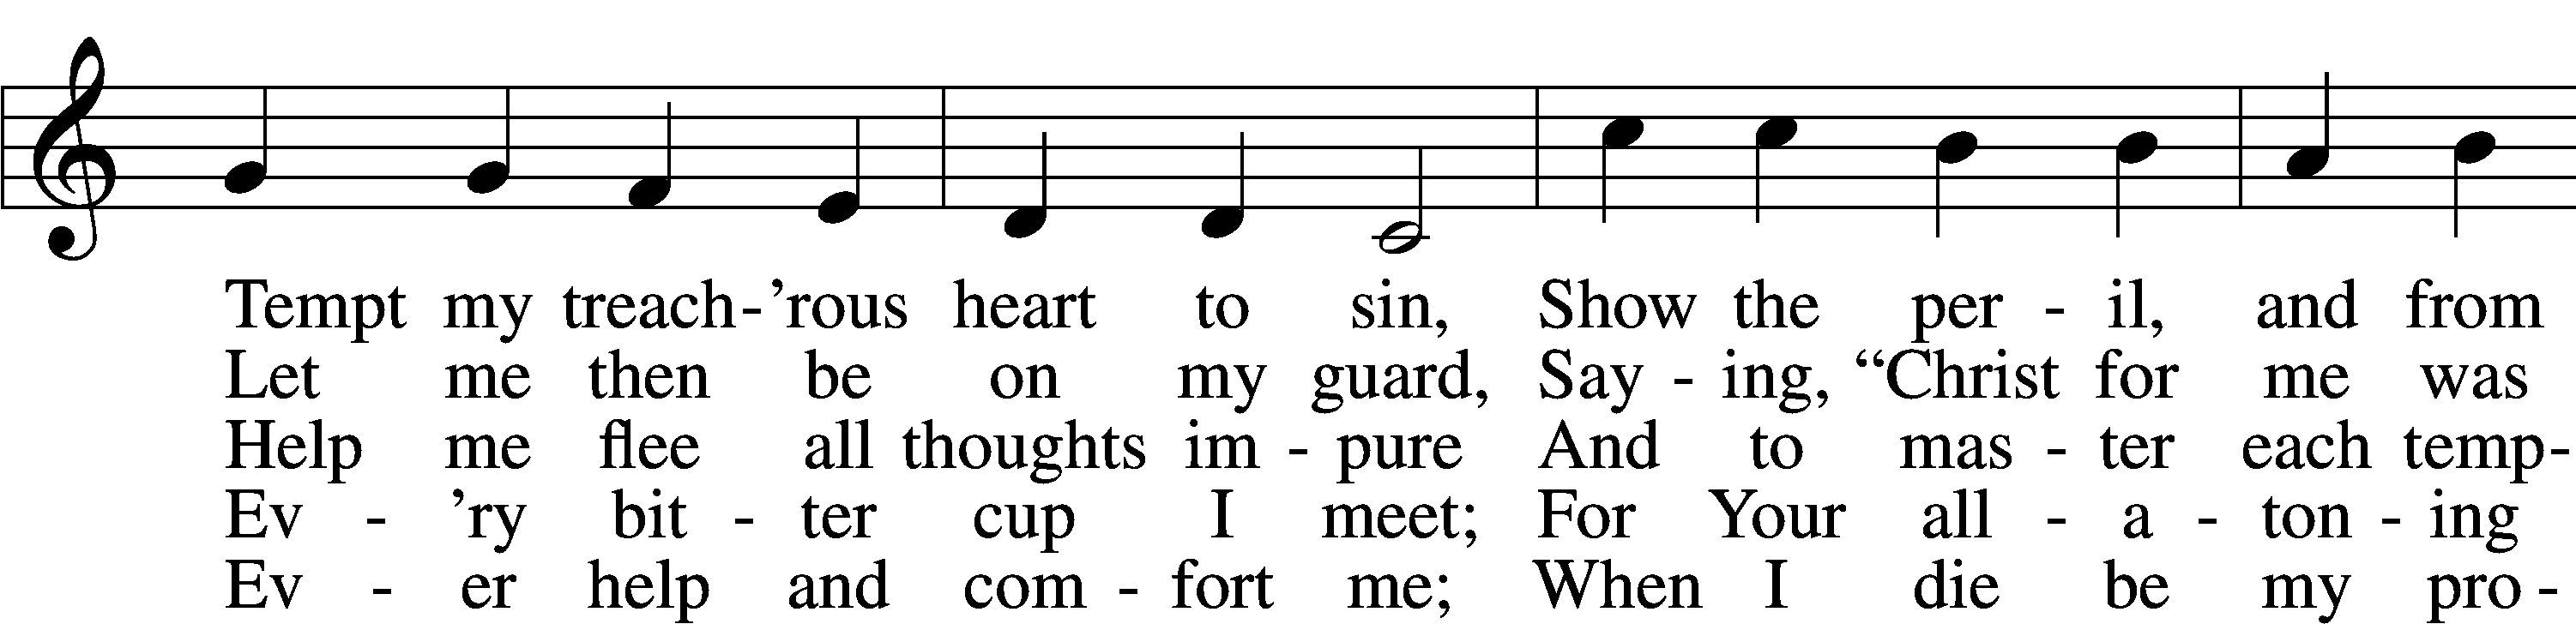 Tempt my treach-’rous heart to sin, Show the per - il, and from
Let me then be on my guard, Say - ing, “Christ for me was
Help me flee all thoughts im - pure And to mas - ter each temp-
Ev - ’ry bit - ter cup I meet; For Your all - a - ton - ing
Ev - er help and com - fort me; When I die be my pro -